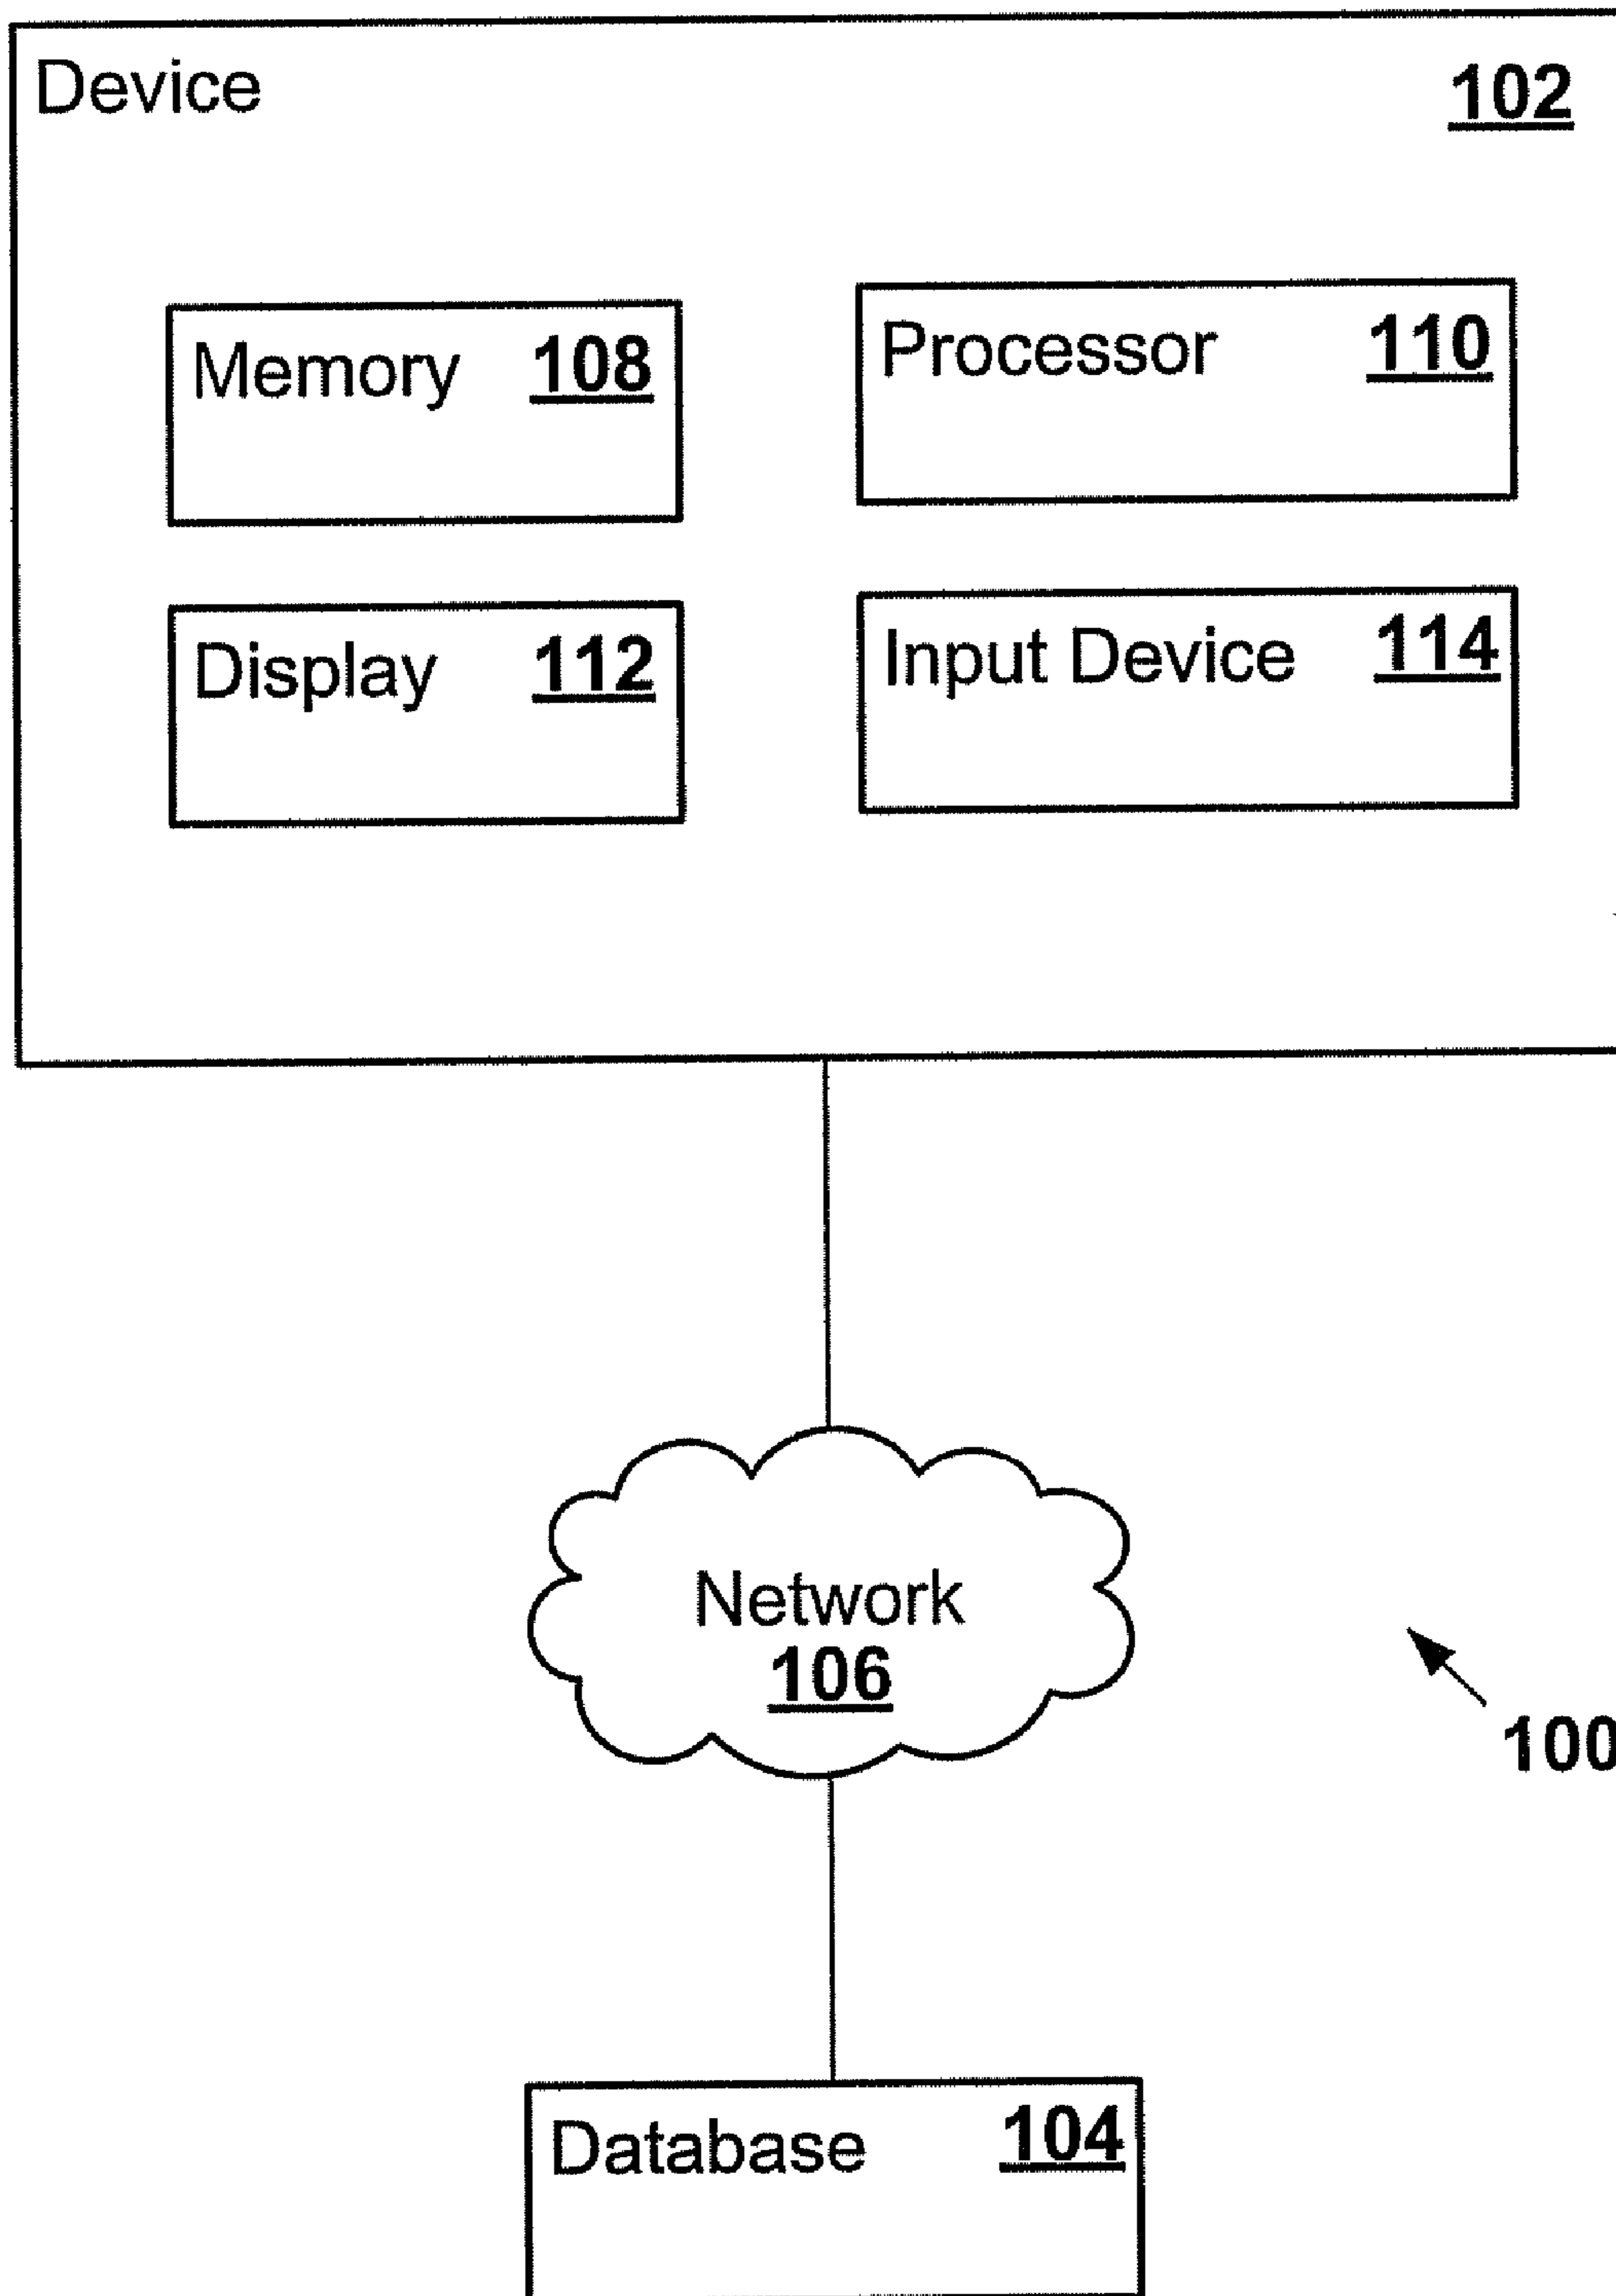 Device 102
Memory 108
Processor 110
Display 112
Input Device 114
Network
106
100
Database 104